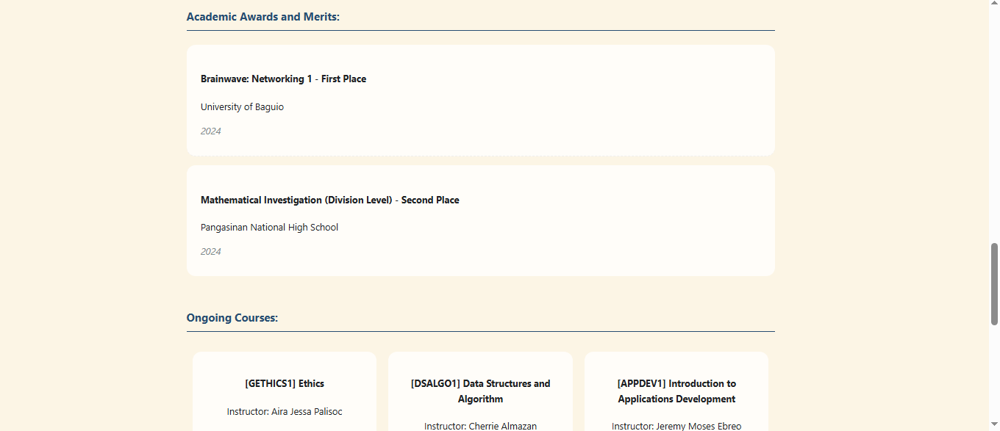 Academic Awards and Merits:
Brainwave: Networking 1 - First Place
University of Baguio
2024
Mathematical Investigation (Division Level) - Second Place
Pangasinan National High School
2024
Ongoing Courses:
[GETHICS1] Ethics
Instructor: Aira Jessa Palisoc
[DSALGO1] Data Structures and
Algorithm
Instructor: Cherrie Almazan
[APPDEV1] Introduction to
Applications Development
Instructor: Jeremy Moses Ebreo